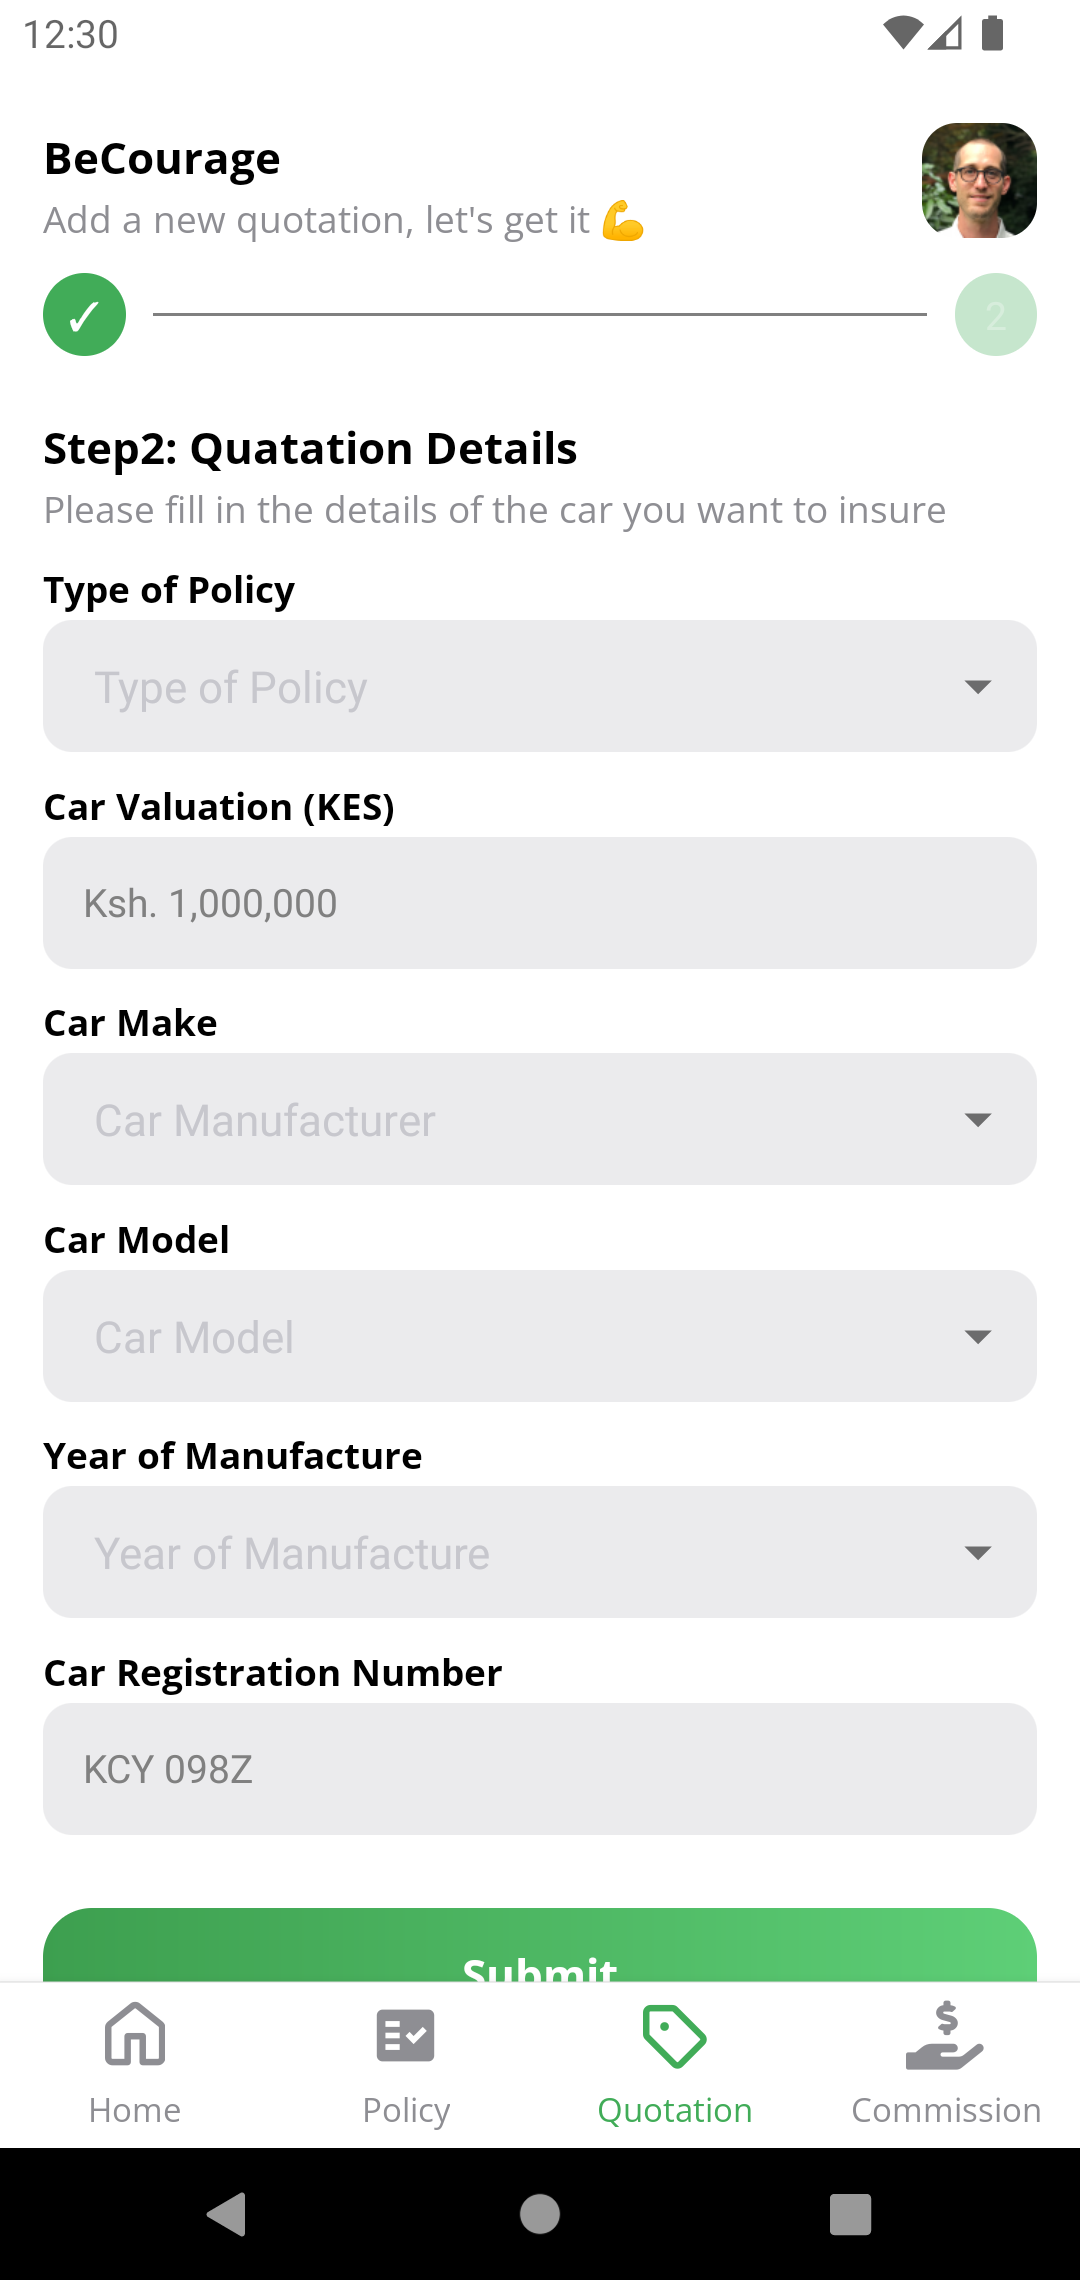 12:30
BeCourage
Add a new quotation, let's get it 💪
✓
2
Step2: Quatation Details
Please fill in the details of the car you want to insure
Type of Policy
Type of Policy
Car Valuation (KES)
Ksh. 1,000,000
Car Make
Car Manufacturer
Car Model
Car Model
Year of Manufacture
Year of Manufacture
Car Registration Number
KCY 098Z
Submit
Home Policy Quotation Commission